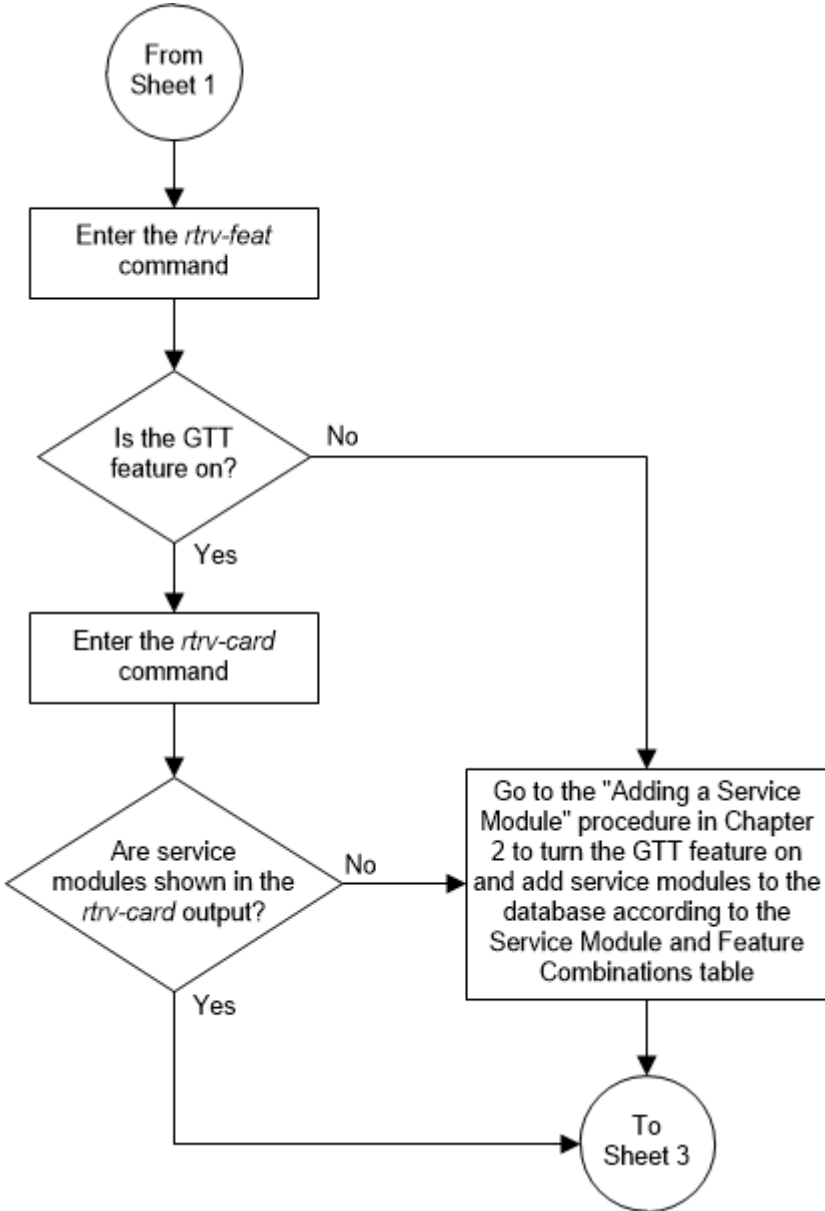 From
Sheet 1
Enter the rtrv-feat
command
Is the GTT
feature on?
No
Yes
Enter the rtrv-card
command
Are service
modules shown in the
rtrv-card output?
No
Yes
Go to the "Adding a Service
Module" procedure in Chapter
2 to turn the GTT feature on
and add service modules to the
database according to the
Service Module and Feature
Combinations table
To
Sheet 3